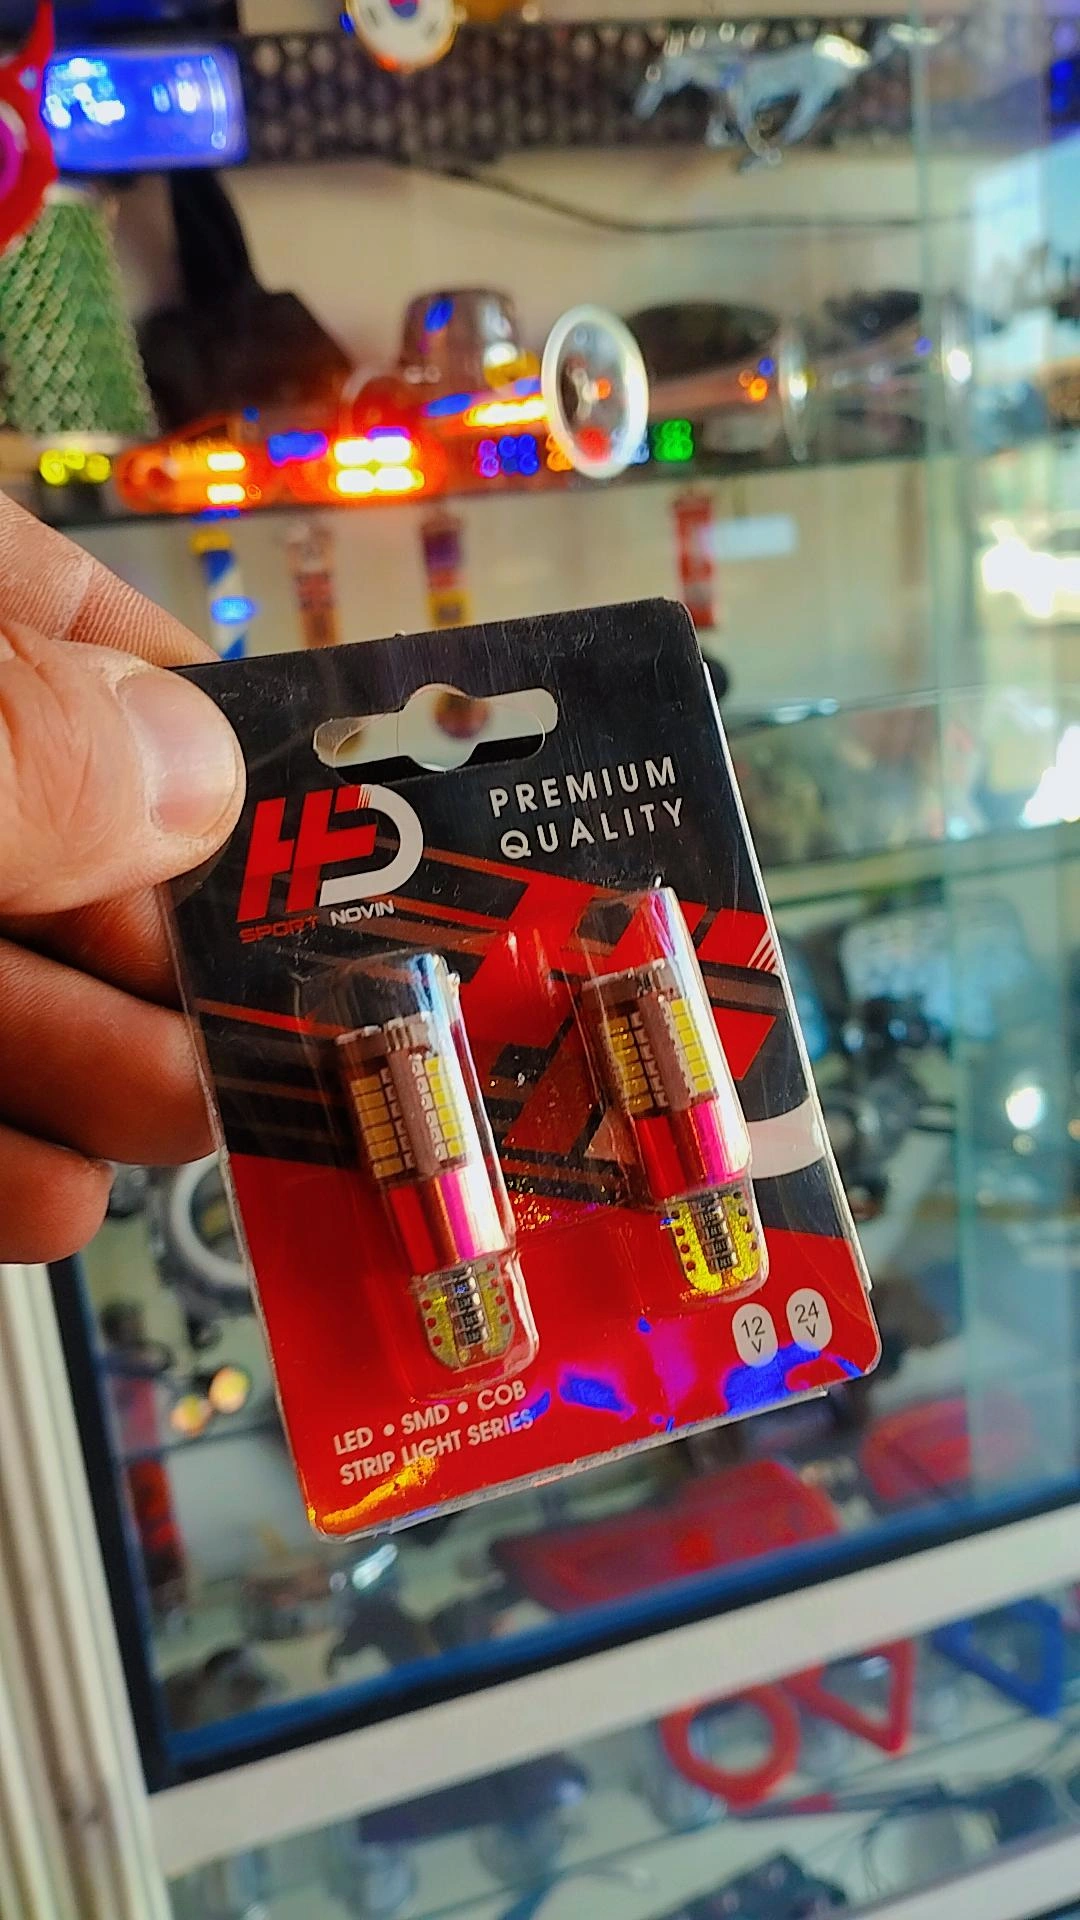 HD
SPORT NOVIN
PREMIUM
QUALITY
12
V
24
V
LED • SMD • COB
STRIP LIGHT SERIES